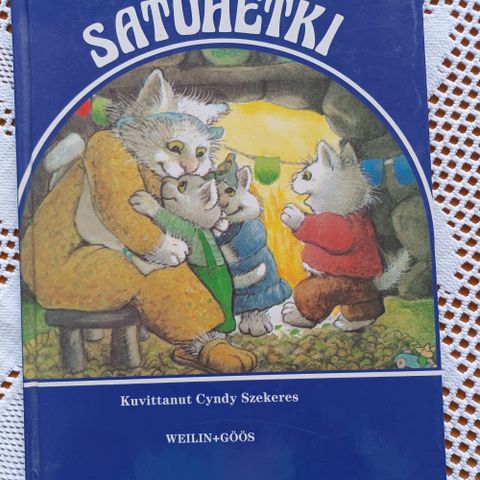 SATUHETKI
Kuvittanut Cyndy Szekeres
WEILIN+GÖÖS